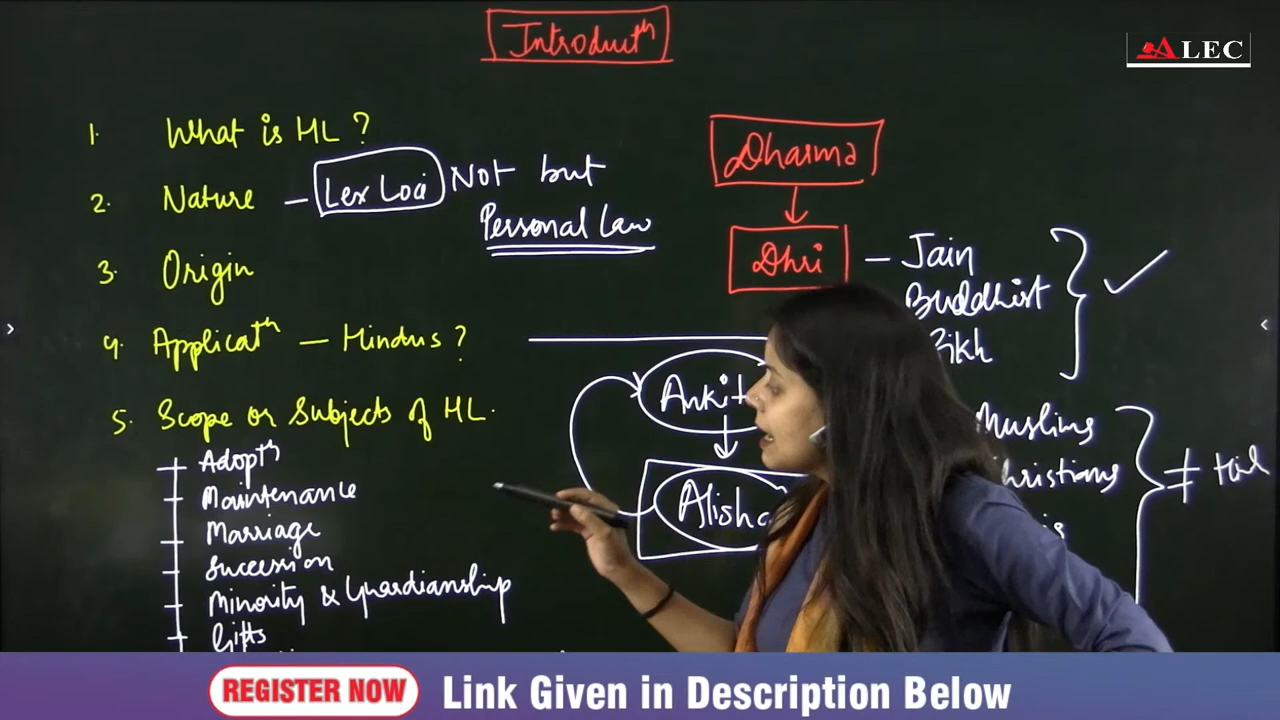 Introductn
ALEC
1. What is HL ?
2. Nature – Lex Loci Not but
Personal Law
3. Origin
4. Applicatn – Hindus ?
5. Scope or Subjects of HL.
Adoptn
Maintenance
Marriage
Succession
Minority & Guardianship
Gifts
Dharma
Dhri – Jain
Buddhist
Sikh
Ankit
Alisha
Muslims
Christians
REGISTER NOW Link Given in Description Below